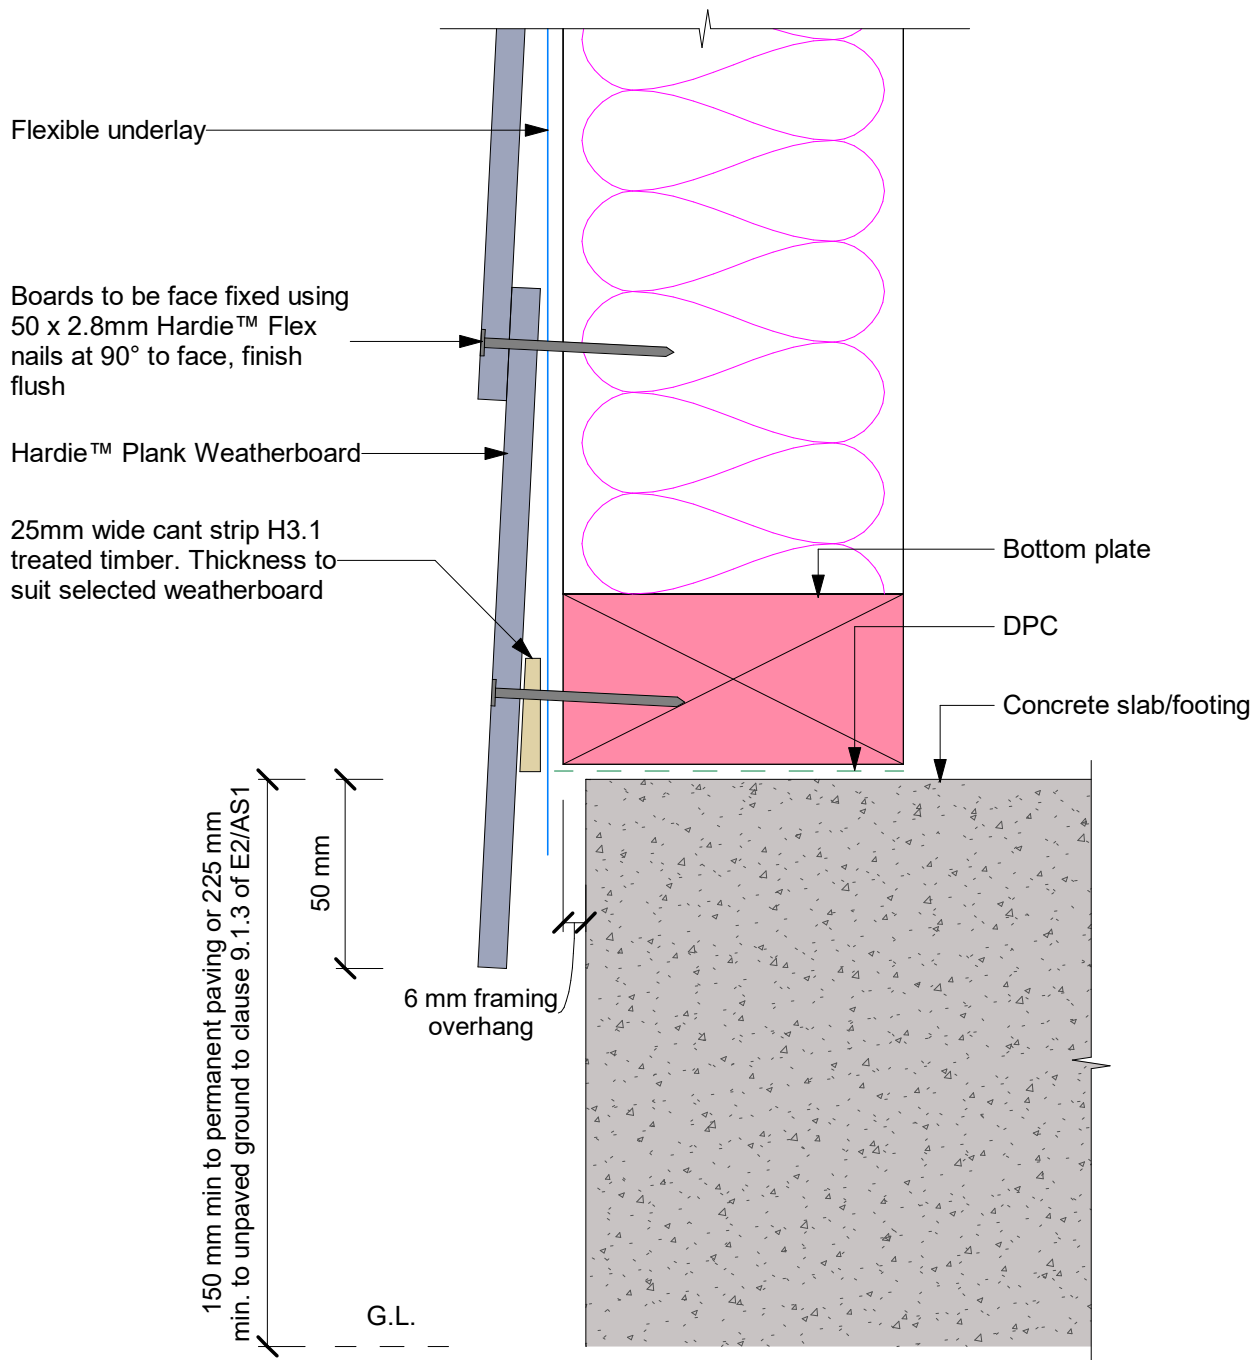 Flexible underlay
Boards to be face fixed using
50 x 2.8mm Hardie™ Flex
nails at 90° to face, finish
flush
Hardie™ Plank Weatherboard
25mm wide cant strip H3.1
treated timber. Thickness to
suit selected weatherboard
Bottom plate
DPC
Concrete slab/footing
150 mm min to permanent paving or 225 mm
min. to unpaved ground to clause 9.1.3 of E2/AS1
50 mm
6 mm framing
overhang
G.L.